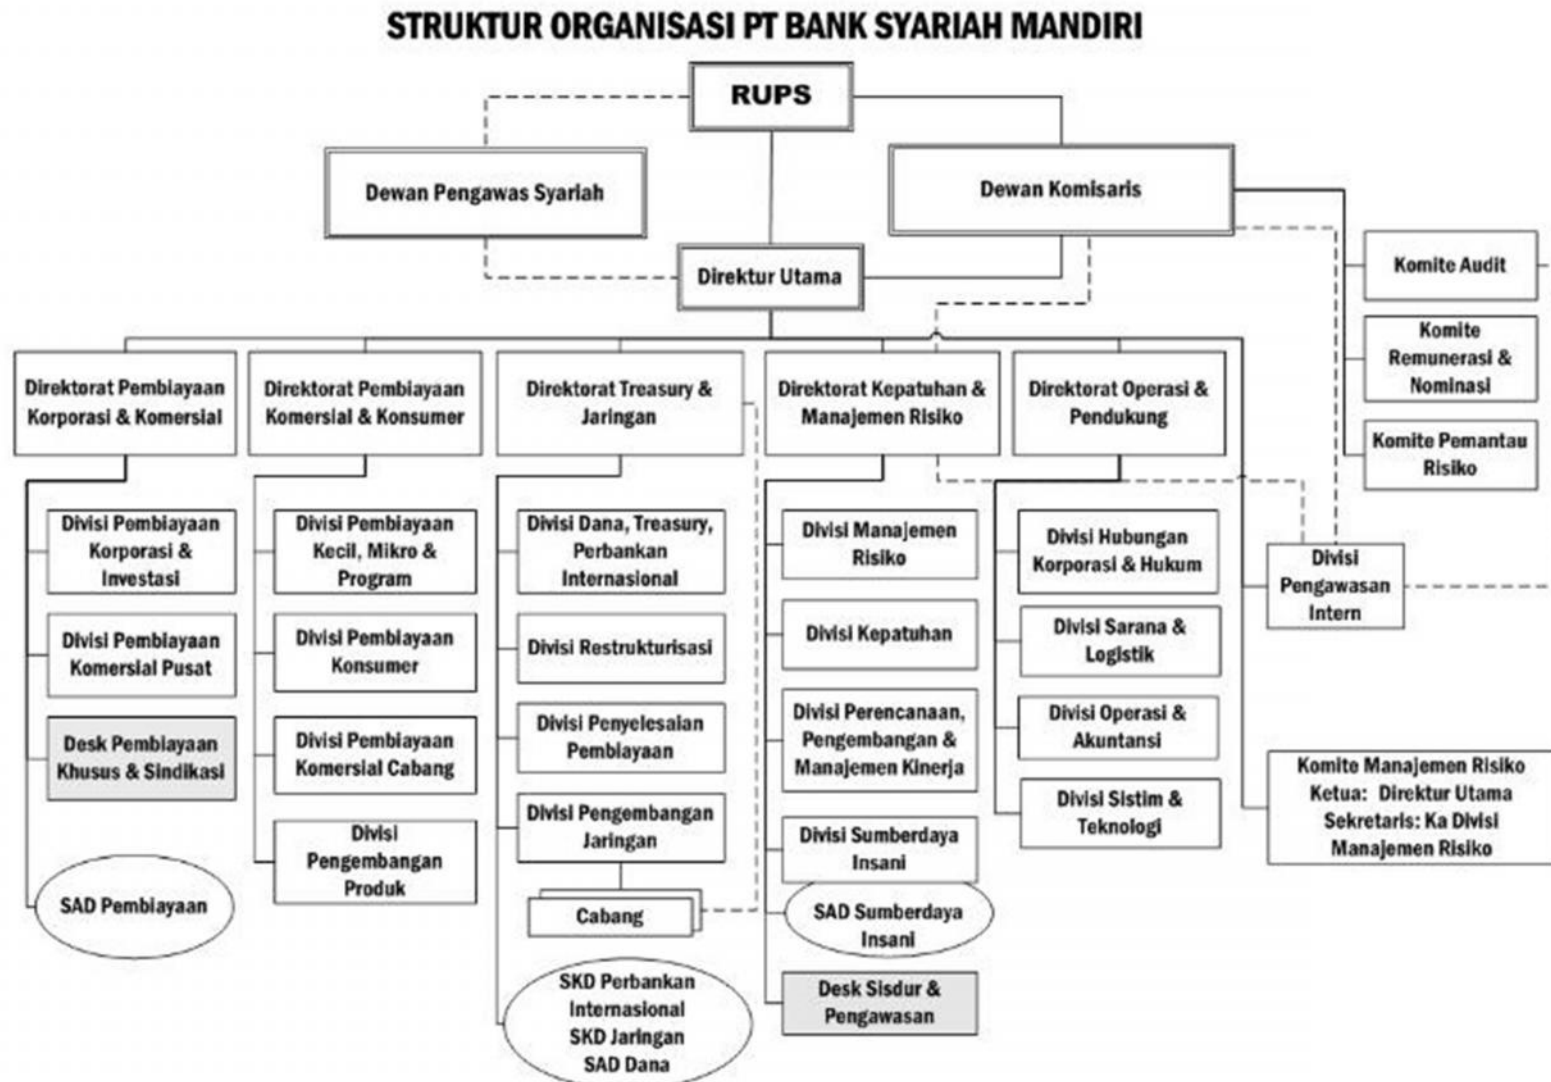 STRUKTUR ORGANISASI PT BANK SYARIAH MANDIRI
RUPS
Dewan Pengawas Syariah
Dewan Komisaris
Direktur Utama
Komite Audit
Komite
Remunerasi &
Nominasi
Komite Pemantau
Risiko
Direktorat Pembiayaan
Korporasi & Komersial
Direktorat Pembiayaan
Komersial & Konsumer
Direktorat Treasury &
Jaringan
Direktorat Kepatuhan &
Manajemen Risiko
Direktorat Operasi &
Pendukung
Divisi Pembiayaan
Korporasi &
Investasi
Divisi Pembiayaan
Komersial Pusat
Desk Pembiayaan
Khusus & Sindikasi
SAD Pembiayaan
Divisi Pembiayaan
Kecil, Mikro &
Program
Divisi Pembiayaan
Konsumer
Divisi Pembiayaan
Komersial Cabang
Divisi
Pengembangan
Produk
Divisi Dana, Treasury,
Perbankan
Internasional
Divisi Restrukturisasi
Divisi Penyelesaian
Pembiayaan
Divisi Pengembangan
Jaringan
Cabang
SKD Perbankan
Internasional
SKD Jaringan
SAD Dana
Divisi Manajemen
Risiko
Divisi Kepatuhan
Divisi Perencanaan,
Pengembangan &
Manajemen Kinerja
Divisi Sumberdaya
Insani
SAD Sumberdaya
Insani
Desk Sisdur &
Pengawasan
Divisi Hubungan
Korporasi & Hukum
Divisi Sarana &
Logistik
Divisi Operasi &
Akuntansi
Divisi Sistim &
Teknologi
Divisi
Pengawasan
Intern
Komite Manajemen Risiko
Ketua: Direktur Utama
Sekretaris: Ka Divisi
Manajemen Risiko